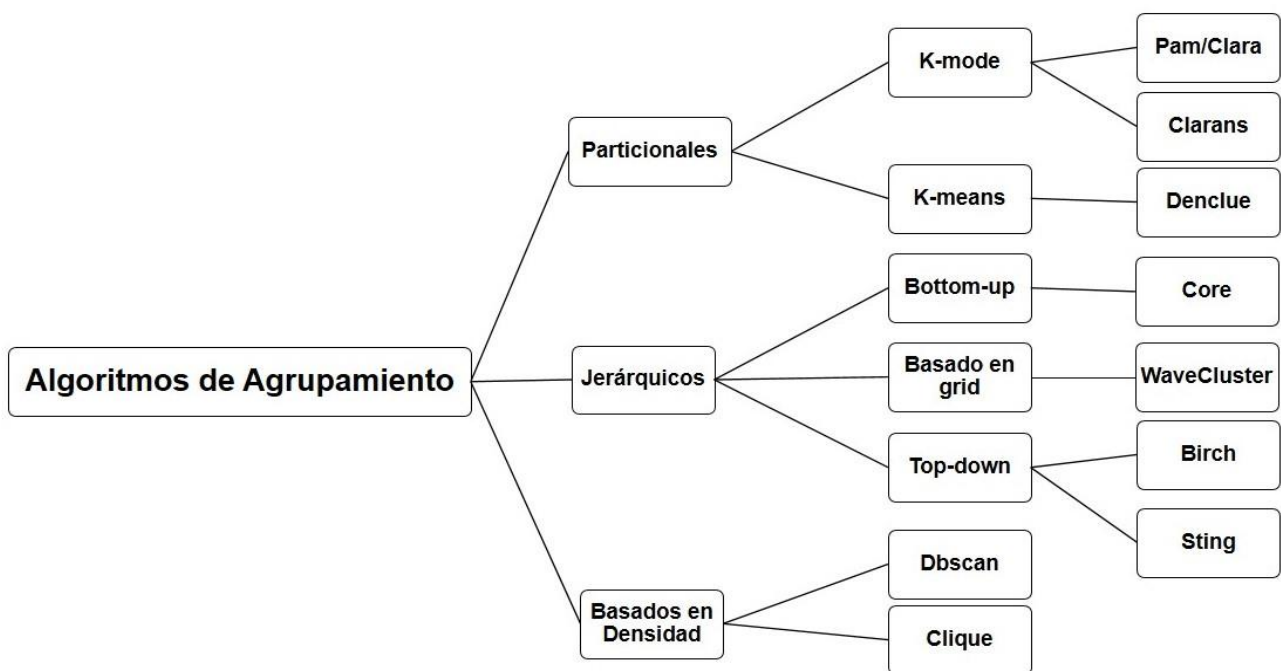 Algoritmos de Agrupamiento
Particionales
K-mode
Pam/Clara
Clarans
K-means
Denclue
Jerárquicos
Bottom-up
Core
Basado en
grid
WaveCluster
Top-down
Birch
Sting
Basados en
Densidad
Dbscan
Clique